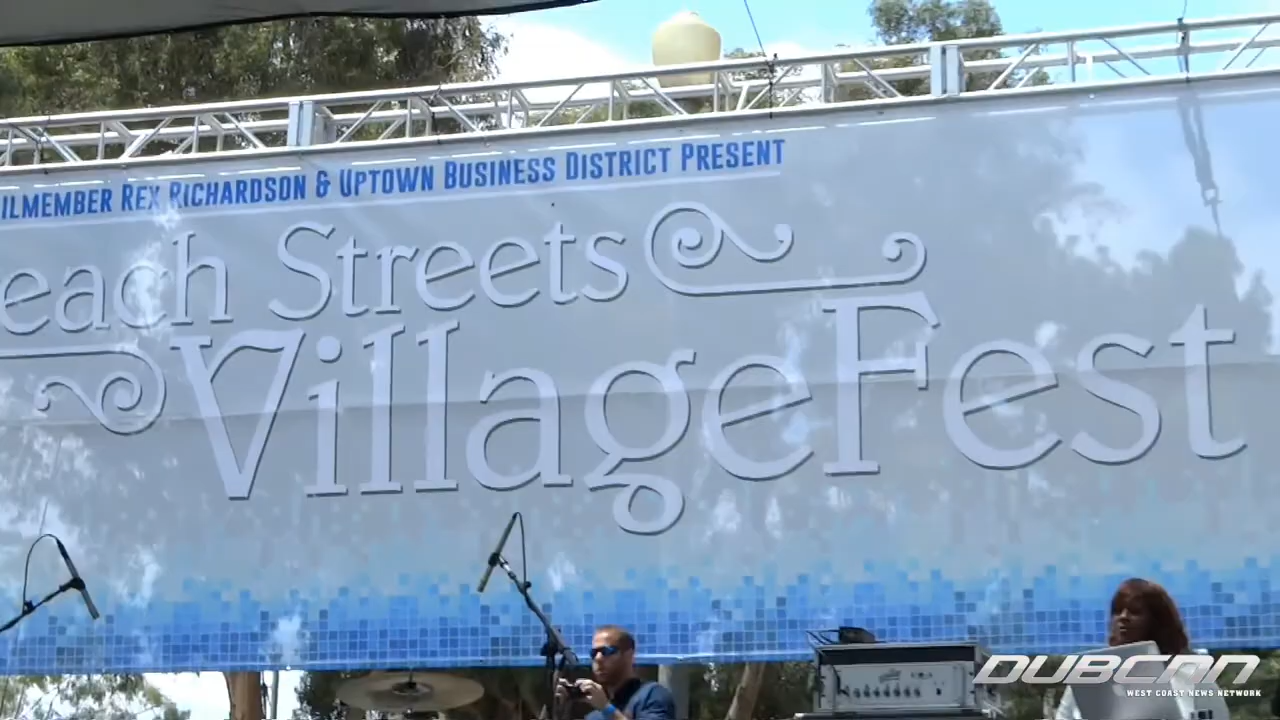 ILMEMBER REX RICHARDSON & UPTOWN BUSINESS DISTRICT PRESENT
each Streets
VillageFest
DUBCNN
WEST COAST NEWS NETWORK